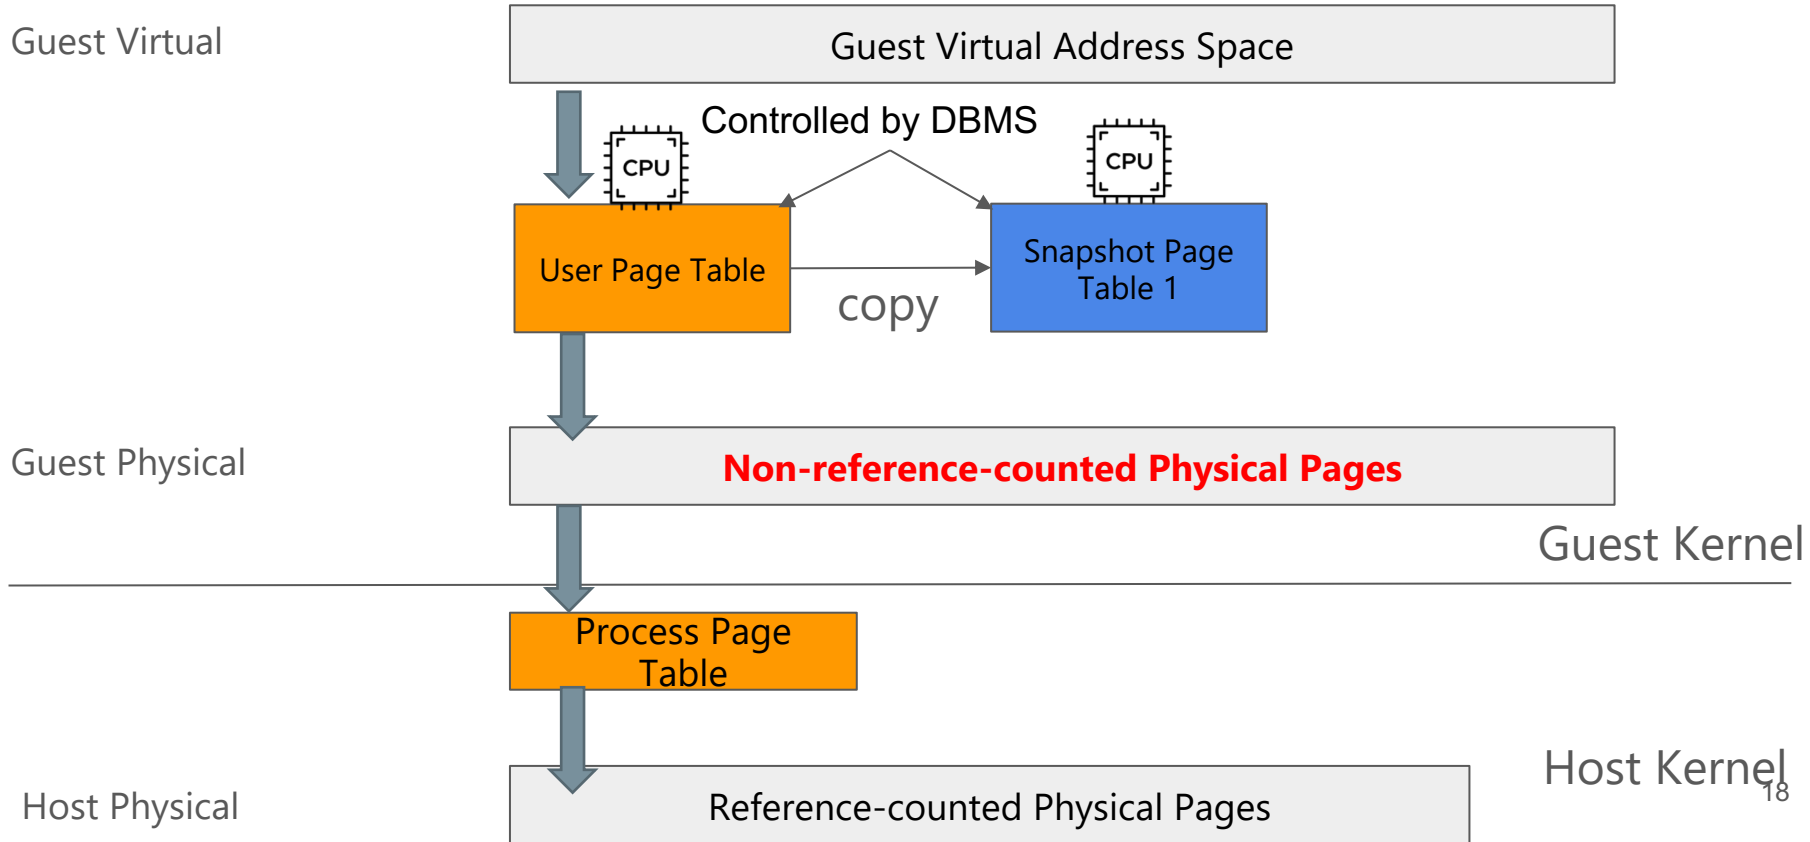 Guest Virtual
Guest Virtual Address Space
Controlled by DBMS
CPU
CPU
User Page Table
Snapshot Page
Table 1
copy
Guest Physical
Non-reference-counted Physical Pages
Guest Kernel
Process Page
Table
Host Kernel
18
Host Physical
Reference-counted Physical Pages